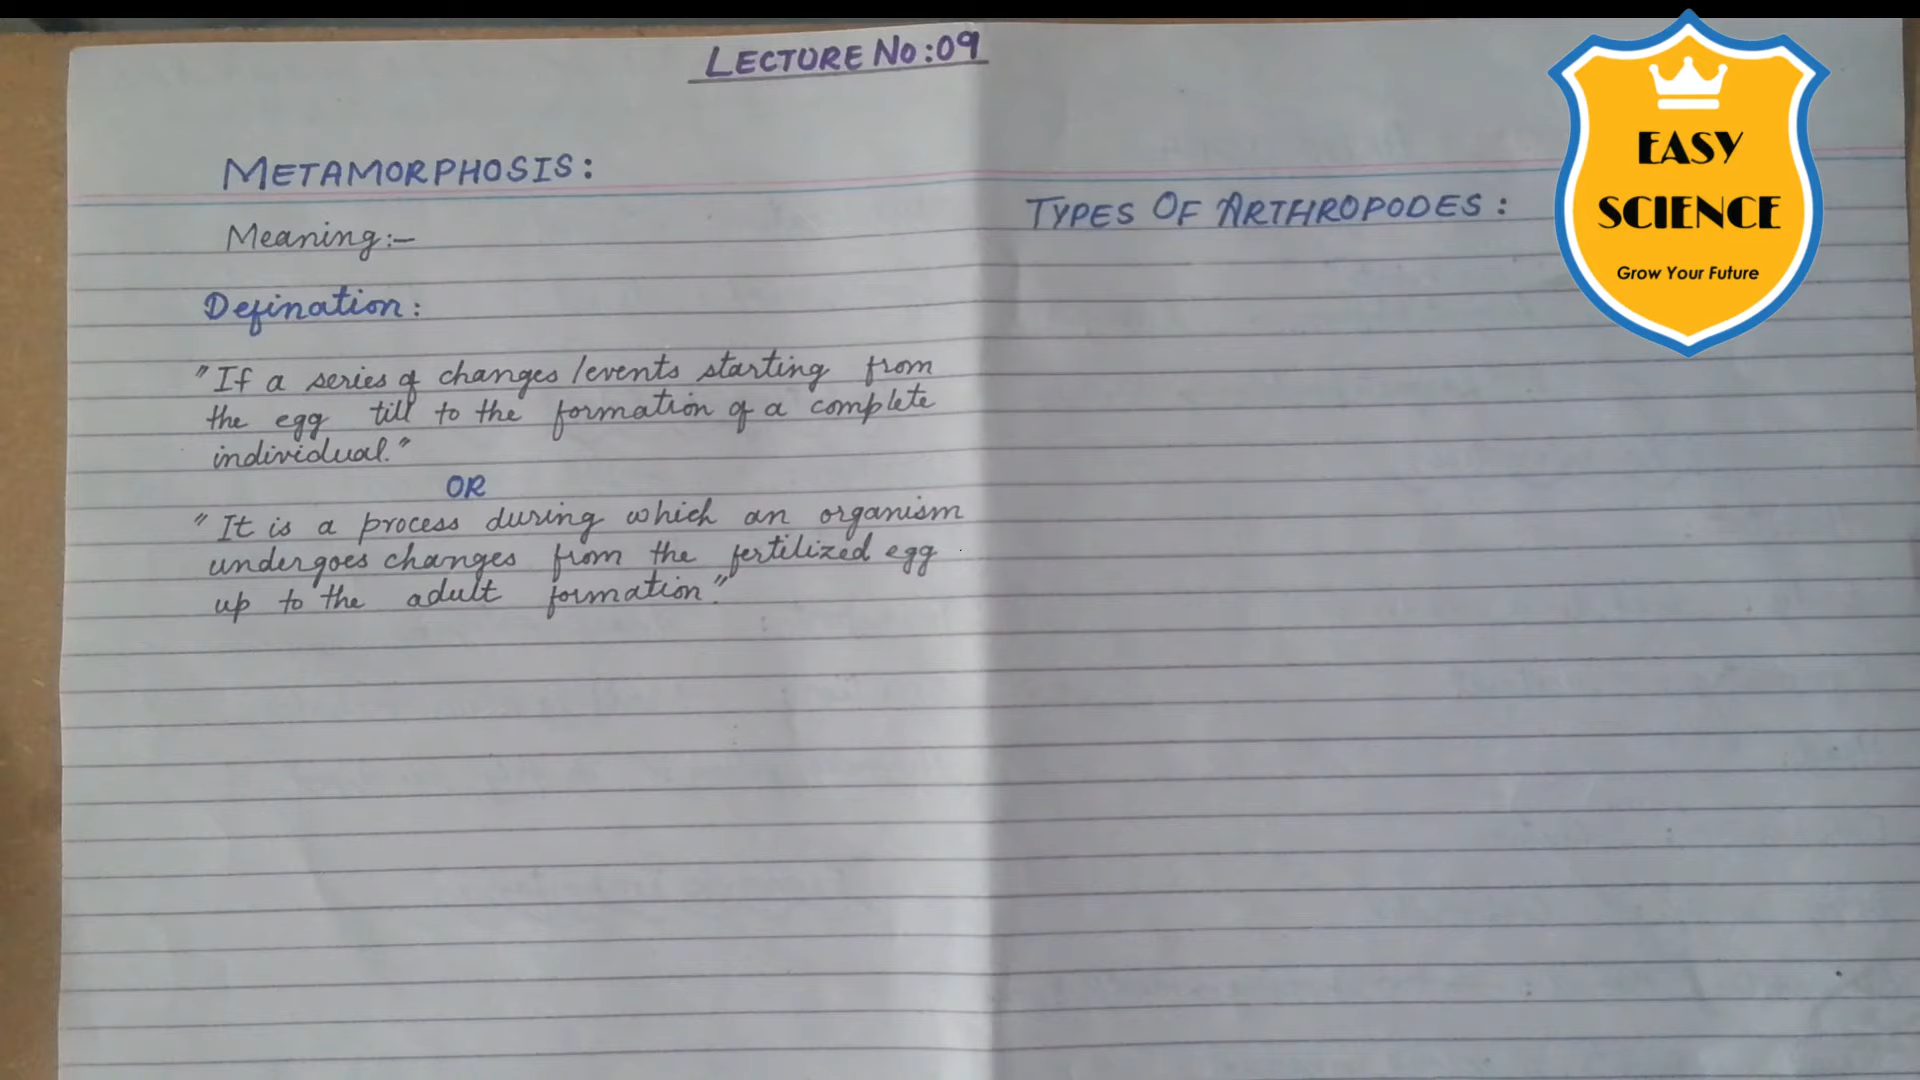 LECTURE No:09
METAMORPHOSIS:
Meaning:-
Defination:
"If a series of changes/events starting from
the egg till to the formation of a complete
individual."
OR
"It is a process during which an organism
undergoes changes from the fertilized egg
up to the adult formation"
TYPES OF ARTHROPODES:
EASY
SCIENCE
Grow Your Future